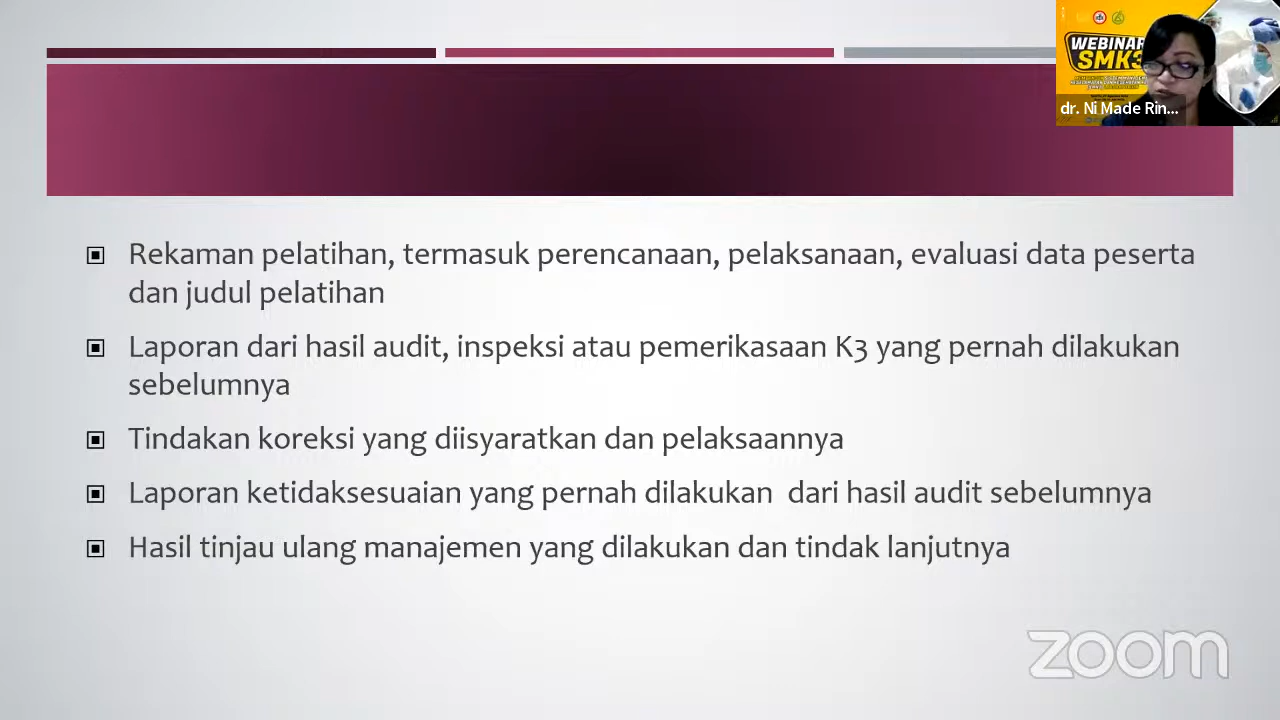 WEBINAR
SMK3
dr. Ni Made Rin...
Rekaman pelatihan, termasuk perencanaan, pelaksanaan, evaluasi data peserta
dan judul pelatihan
Laporan dari hasil audit, inspeksi atau pemerikasaan K3 yang pernah dilakukan
sebelumnya
Tindakan koreksi yang diisyaratkan dan pelaksaannya
Laporan ketidaksesuaian yang pernah dilakukan dari hasil audit sebelumnya
Hasil tinjau ulang manajemen yang dilakukan dan tindak lanjutnya
zoom